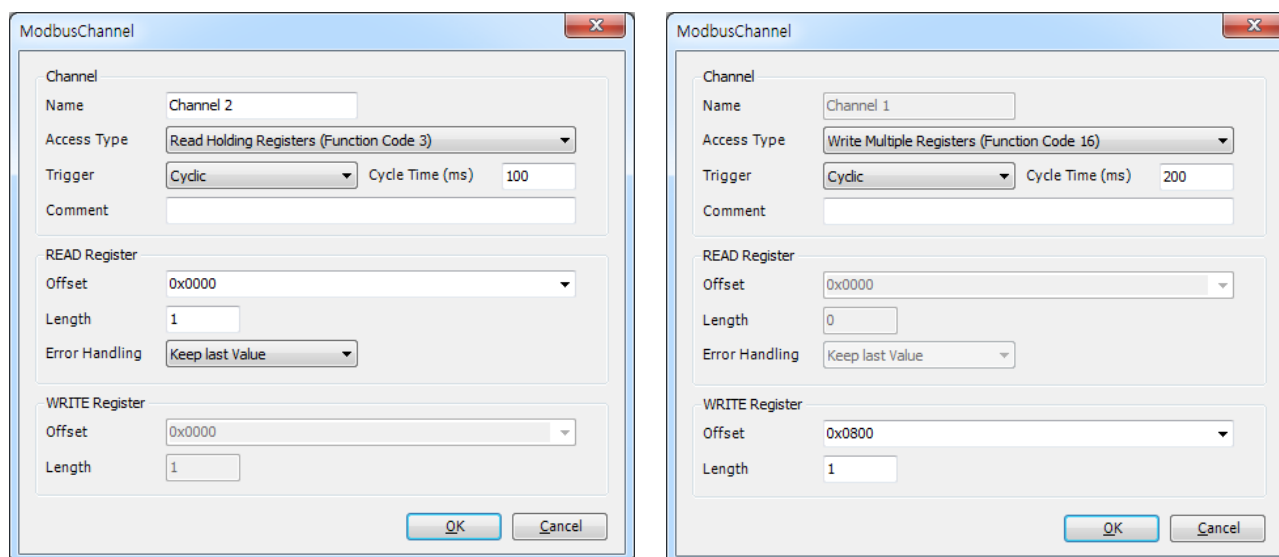 ModbusChannel
x
Channel
Name Channel 2
Access Type Read Holding Registers (Function Code 3)
Trigger Cyclic Cycle Time (ms) 100
Comment
READ Register
Offset 0x0000
Length 1
Error Handling Keep last Value
WRITE Register
Offset 0x0000
Length 1
OK Cancel
ModbusChannel
x
Channel
Name Channel 1
Access Type Write Multiple Registers (Function Code 16)
Trigger Cyclic Cycle Time (ms) 200
Comment
READ Register
Offset 0x0000
Length 0
Error Handling Keep last Value
WRITE Register
Offset 0x0800
Length 1
OK Cancel